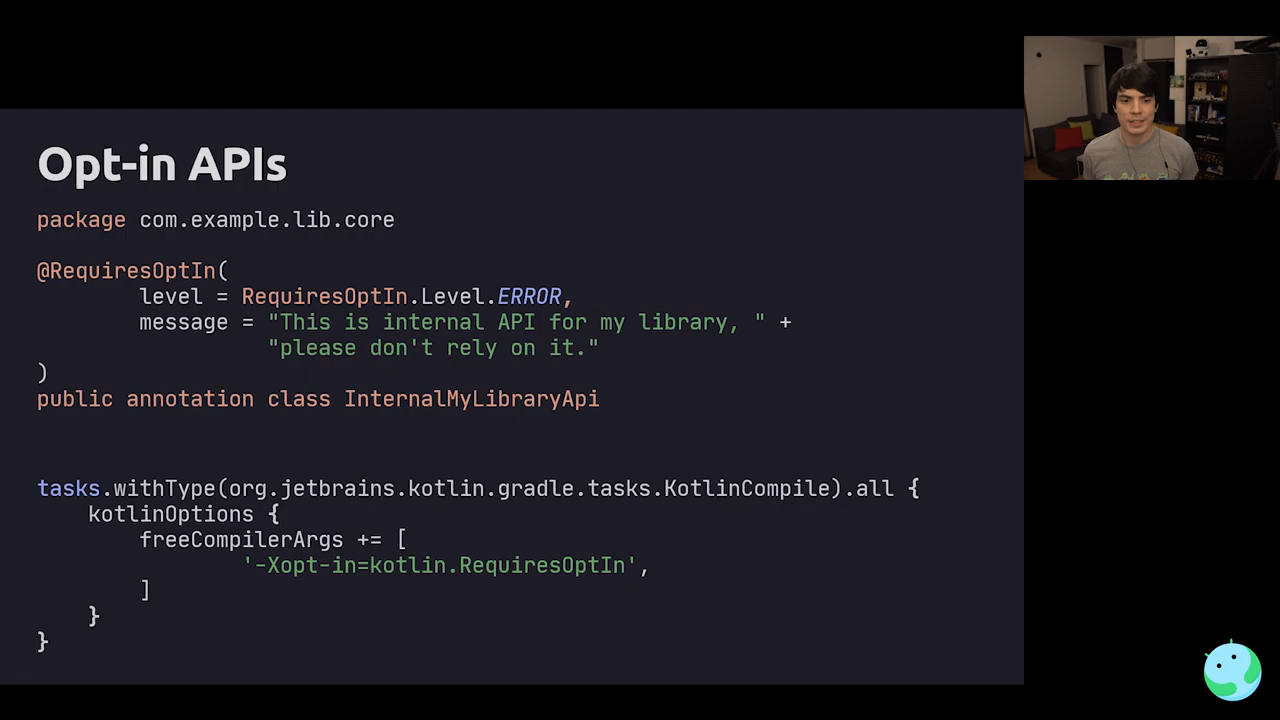 Opt-in APIs
package com.example.lib.core
@RequiresOptIn(
level = RequiresOptIn.Level.ERROR,
message = "This is internal API for my library, " +
"please don't rely on it."
)
public annotation class InternalMyLibraryApi
tasks.withType(org.jetbrains.kotlin.gradle.tasks.KotlinCompile).all {
kotlinOptions {
freeCompilerArgs += [
'-Xopt-in=kotlin.RequiresOptIn',
]
}
}